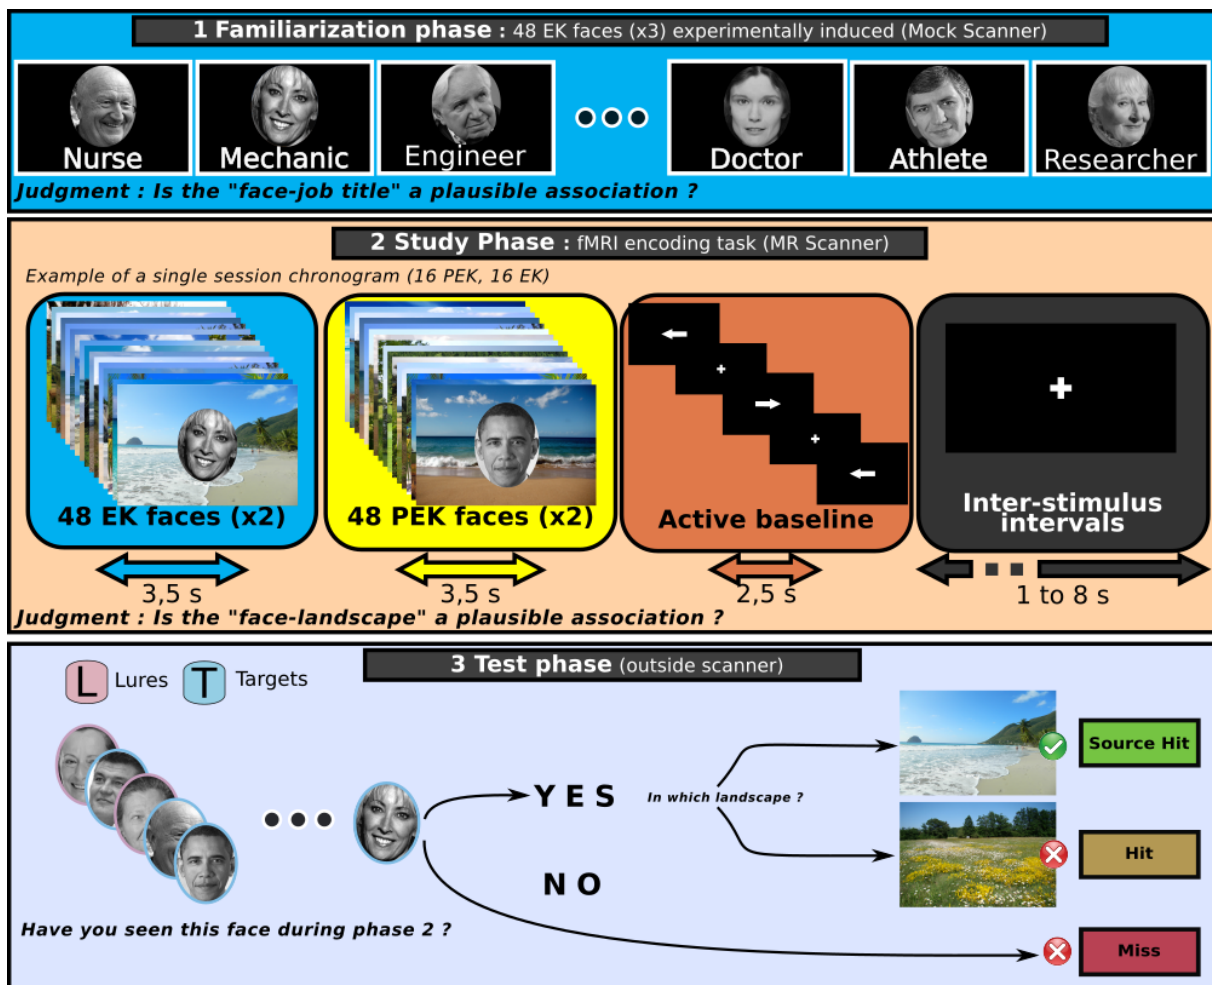 1 Familiarization phase : 48 EK faces (x3) experimentally induced (Mock Scanner)
Nurse
Mechanic
Engineer
Doctor
Athlete
Researcher
Judgment : Is the "face-job title" a plausible association ?
2 Study Phase : fMRI encoding task (MR Scanner)
Example of a single session chronogram (16 PEK, 16 EK)
48 EK faces (x2)
48 PEK faces (x2)
Active baseline
Inter-stimulus
intervals
3,5 s
3,5 s
2,5 s
1 to 8 s
Judgment : Is the "face-landscape" a plausible association ?
3 Test phase (outside scanner)
L Lures
T Targets
YES
In which landscape ?
Source Hit
Hit
NO
Have you seen this face during phase 2 ?
Miss